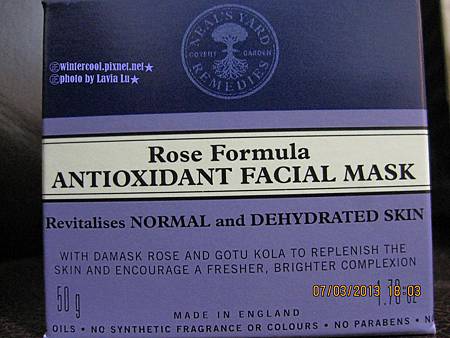 NEAL'S YARD
COVENT GARDEN
REMEDIES
@wintercool.pixnet.net★
@photo by Lavia Lu★
Rose Formula
ANTIOXIDANT FACIAL MASK
Revitalises NORMAL and DEHYDRATED SKIN
WITH DAMASK ROSE AND GOTU KOLA TO REPLENISH THE
SKIN AND ENCOURAGE A FRESHER, BRIGHTER COMPLEXION
50 g 1.76 oz
07/03/2013 18:03
MADE IN ENGLAND
OILS • NO SYNTHETIC FRAGRANCE OR COLOURS • NO PARABENS •